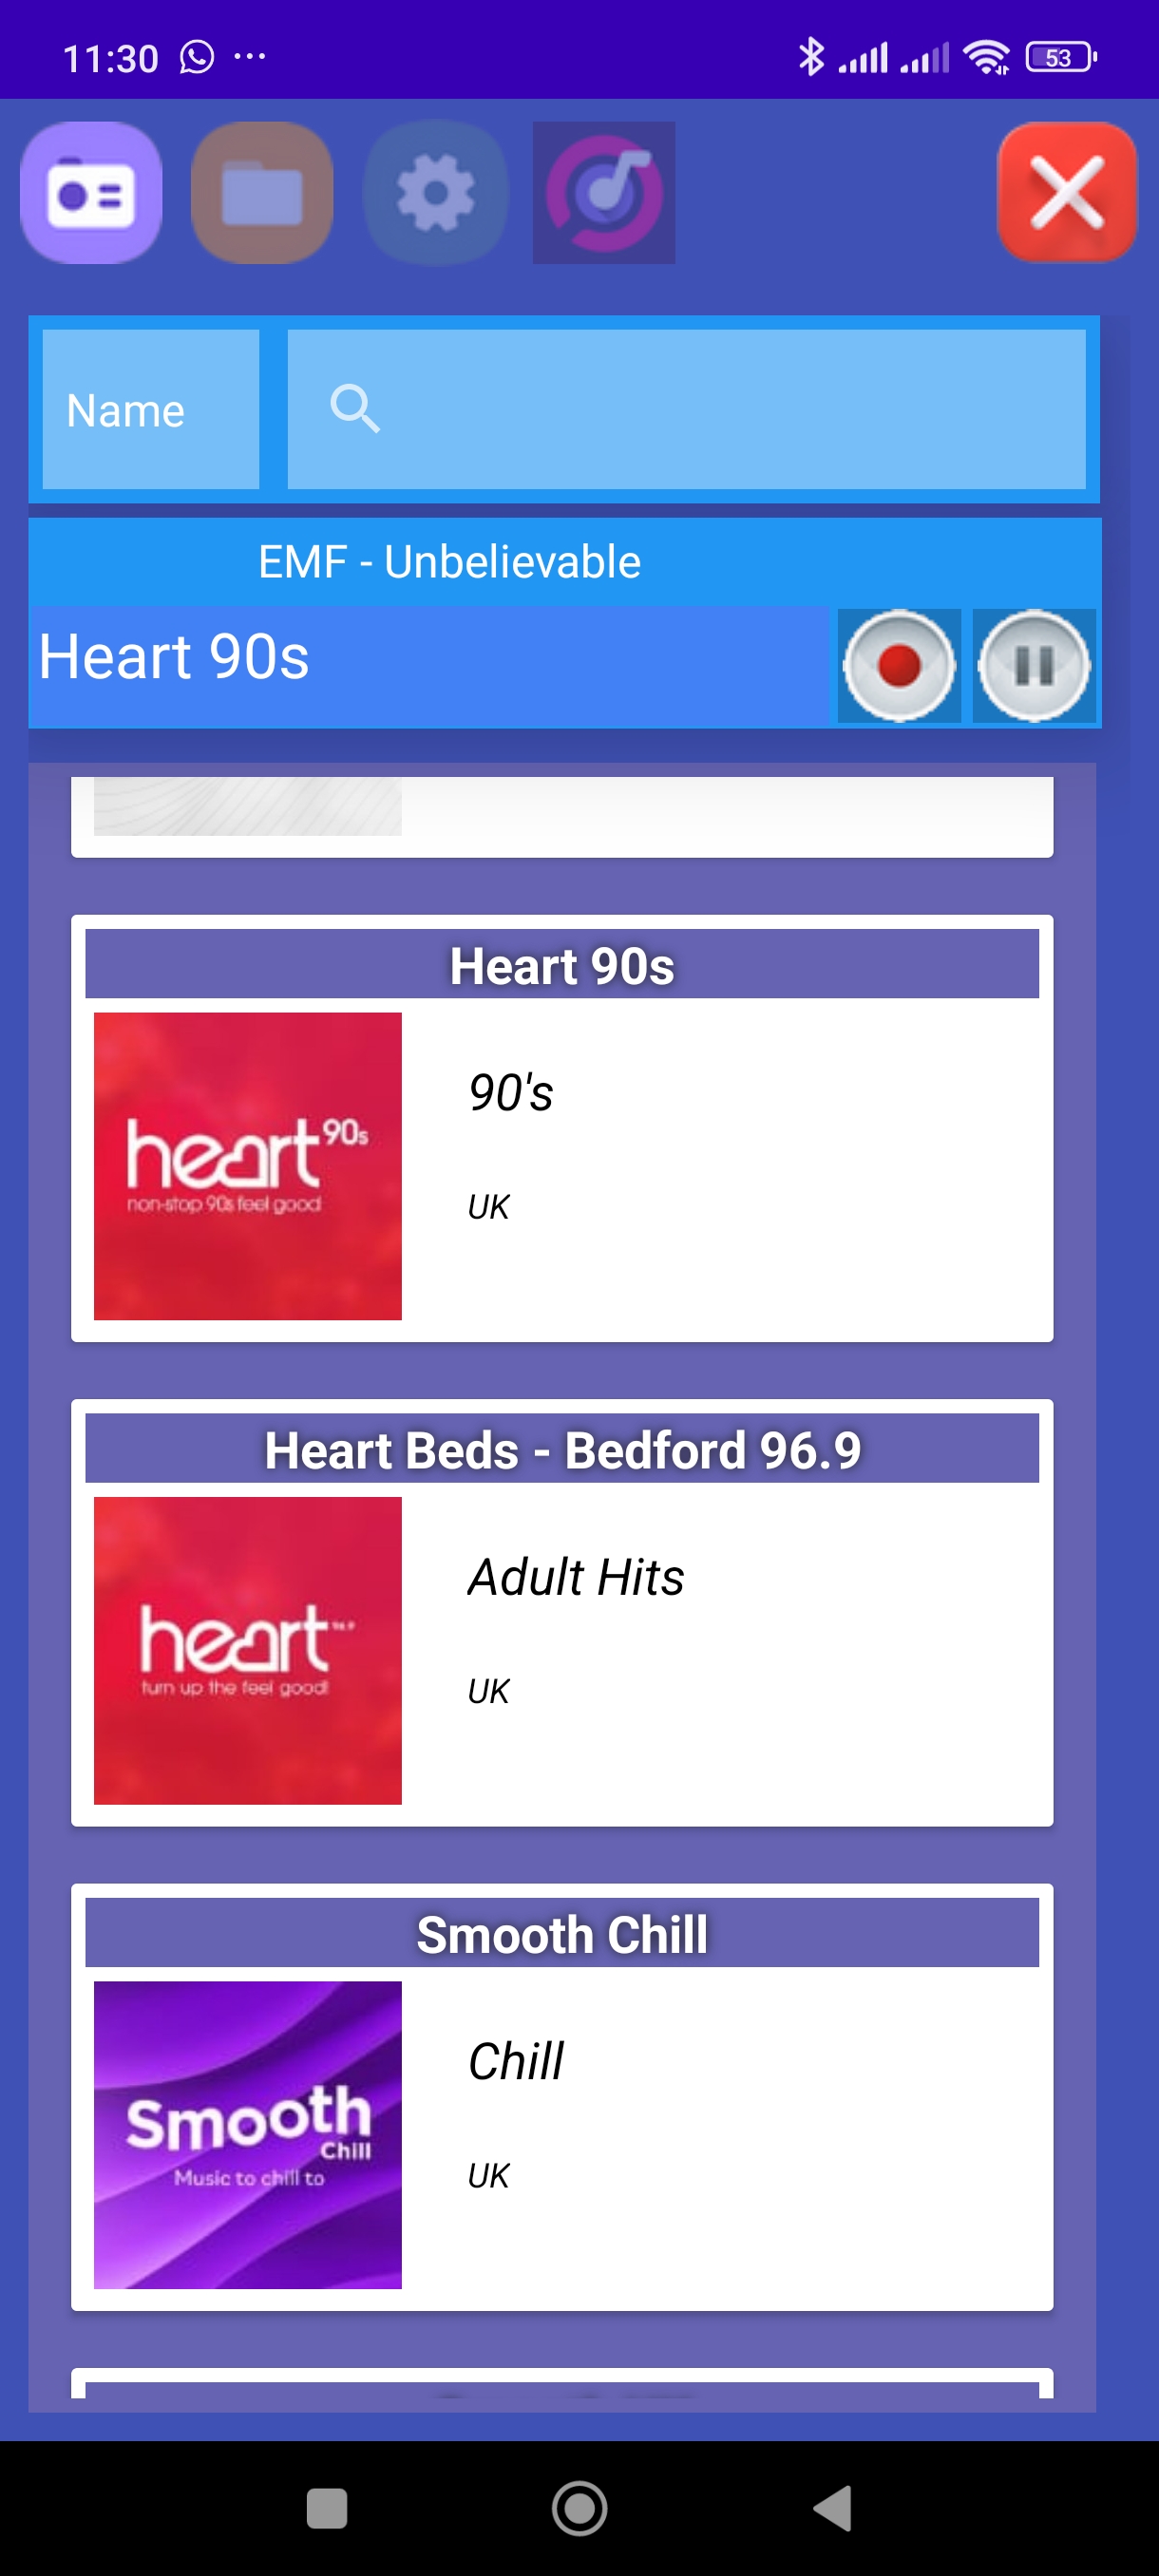 11:30
53
Name
EMF - Unbelievable
Heart 90s
Heart 90s
heart 90s
non-stop 90s feel good
90's
UK
Heart Beds - Bedford 96.9
heart
turn up the feel good!
Adult Hits
UK
Smooth Chill
Smooth
Chill
Music to chill to
Chill
UK